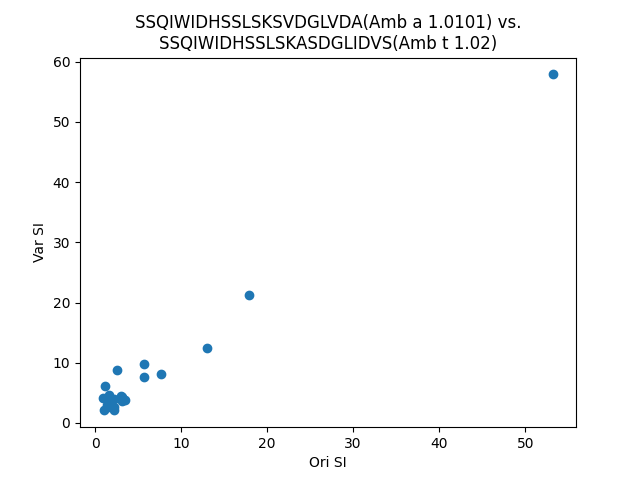 SSQIWIDHSSLSKSVDGLVDA(Amb a 1.0101) vs.
SSQIWIDHSSLSKASDGLIDVS(Amb t 1.02)
60
50
40
30
20
10
0
Var SI
0 10 20 30 40 50
Ori SI